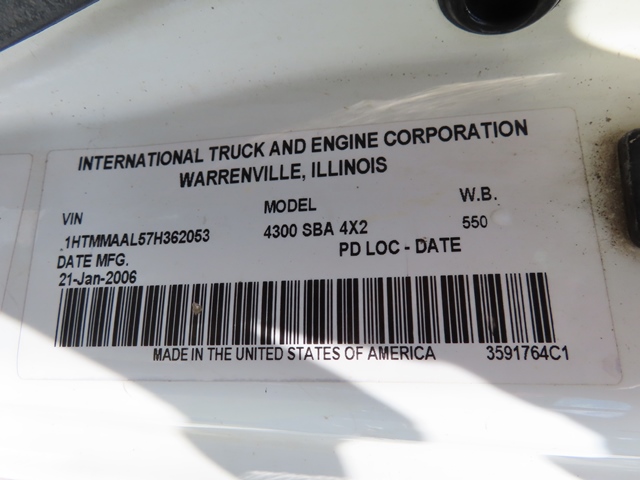 INTERNATIONAL TRUCK AND ENGINE CORPORATION
WARRENVILLE, ILLINOIS
VIN MODEL W.B.
1HTMMAAL57H362053 4300 SBA 4X2 550
DATE MFG. PD LOC - DATE
21-Jan-2006
MADE IN THE UNITED STATES OF AMERICA 3591764C1